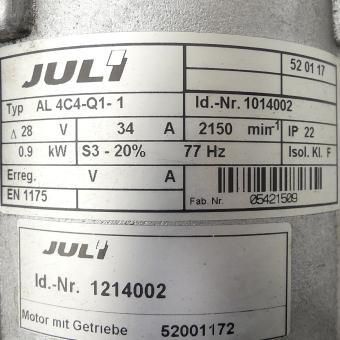 JULI
52 01 17
Typ AL 4C4-Q1- 1 Id.-Nr. 1014002
Δ 28 V 34 A 2150 min-1 IP 22
0.9 kW S3 - 20% 77 Hz Isol. Kl. F
Erreg. V A
EN 1175 Fab. Nr. 05421509
JULI
Id.-Nr. 1214002
Motor mit Getriebe 52001172